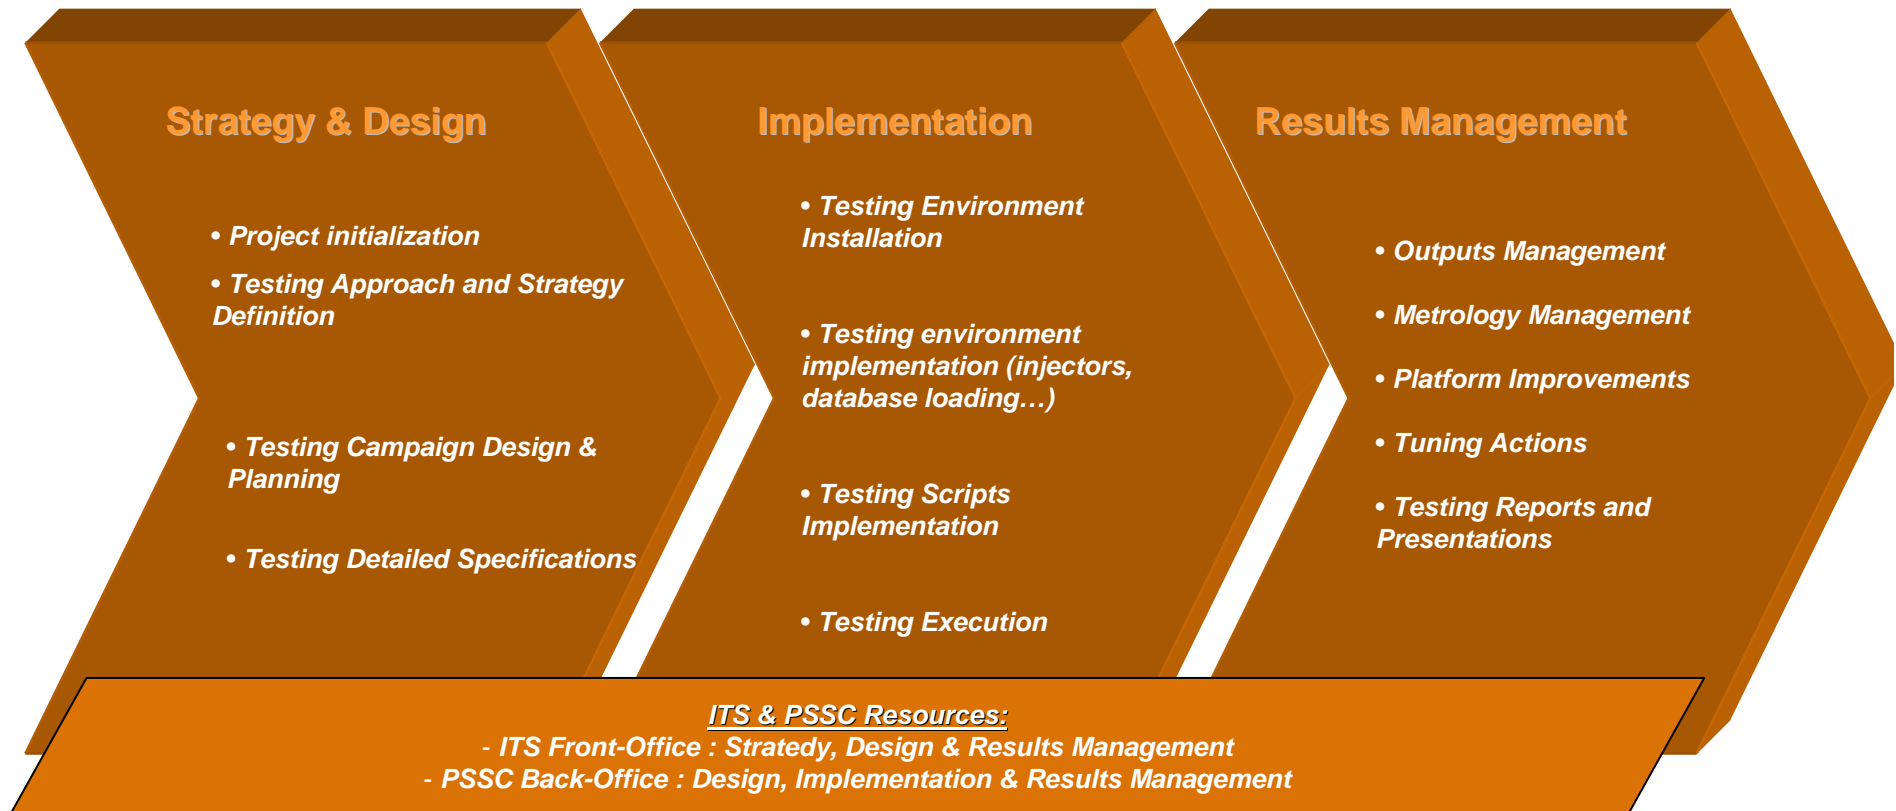 Strategy & Design
• Project initialization
• Testing Approach and Strategy
Definition
• Testing Campaign Design &
Planning
• Testing Detailed Specifications
Implementation
• Testing Environment
Installation
• Testing environment
implementation (injectors,
database loading…)
• Testing Scripts
Implementation
• Testing Execution
Results Management
• Outputs Management
• Metrology Management
• Platform Improvements
• Tuning Actions
• Testing Reports and
Presentations
ITS & PSSC Resources:
- ITS Front-Office : Stratedy, Design & Results Management
- PSSC Back-Office : Design, Implementation & Results Management